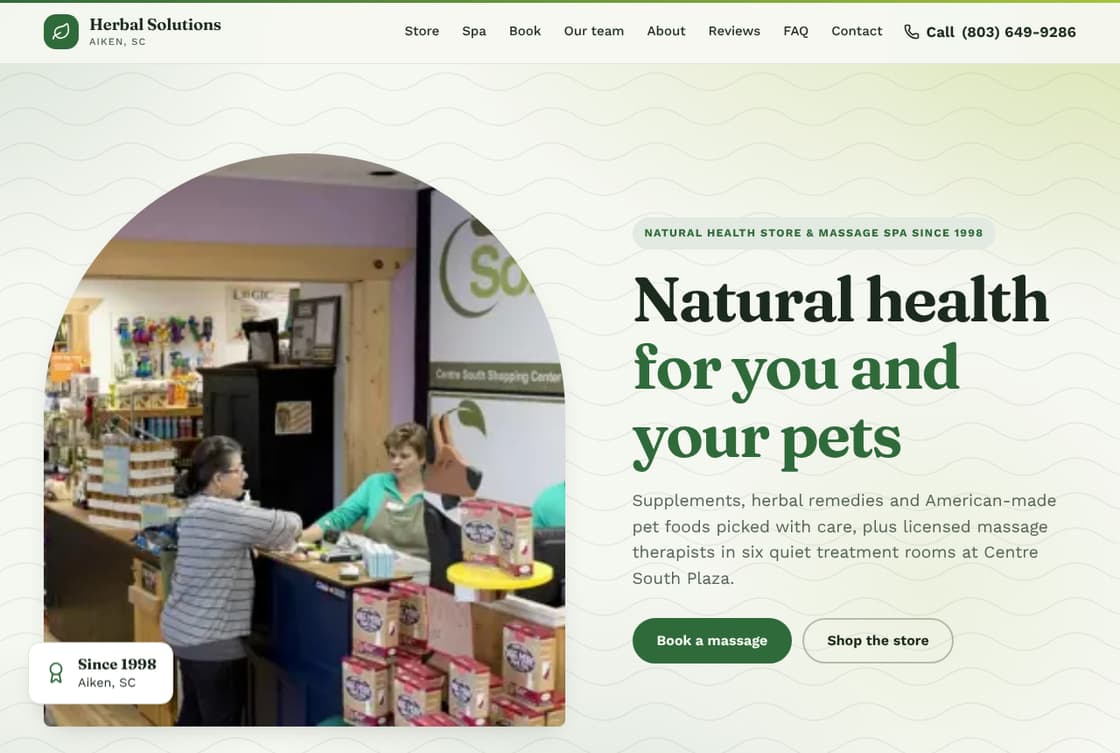 Herbal Solutions
AIKEN, SC
Store Spa Book Our team About Reviews FAQ Contact Call (803) 649-9286
So
Centre South Shopping Center
Since 1998
Aiken, SC
NATURAL HEALTH STORE & MASSAGE SPA SINCE 1998
Natural health
for you and
your pets
Supplements, herbal remedies and American-made
pet foods picked with care, plus licensed massage
therapists in six quiet treatment rooms at Centre
South Plaza.
Book a massage Shop the store